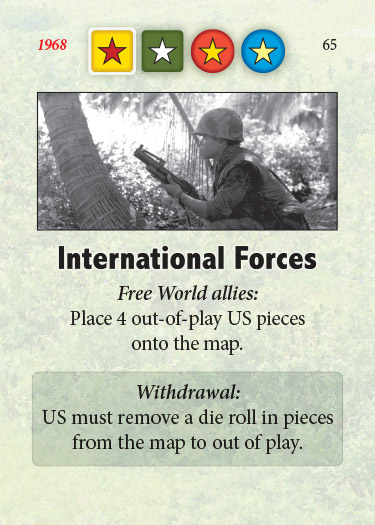 1968
65
International Forces
Free World allies:
Place 4 out-of-play US pieces
onto the map.
Withdrawal:
US must remove a die roll in pieces
from the map to out of play.